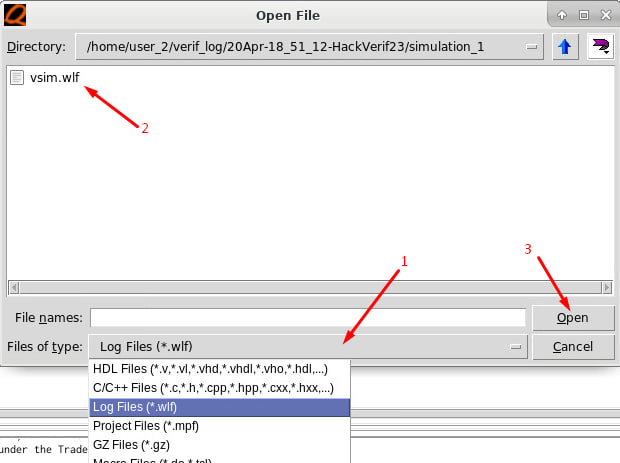 Open File
Directory: /home/user_2/verif_log/20Apr-18_51_12-HackVerif23/simulation_1
vsim.wlf
2
1
3
File names:
Open
Files of type: Log Files (*.wlf)
Cancel
HDL Files (*.v,*.vl,*.vhd,*.vhdl,*.vho,*.hdl,...)
C/C++ Files (*.c,*.h,*.cpp,*.hpp,*.cxx,*.hxx,...)
Log Files (*.wlf)
Project Files (*.mpf)
under the Trade
GZ Files (*.gz)
Macro Files (*.do,*.tcl)